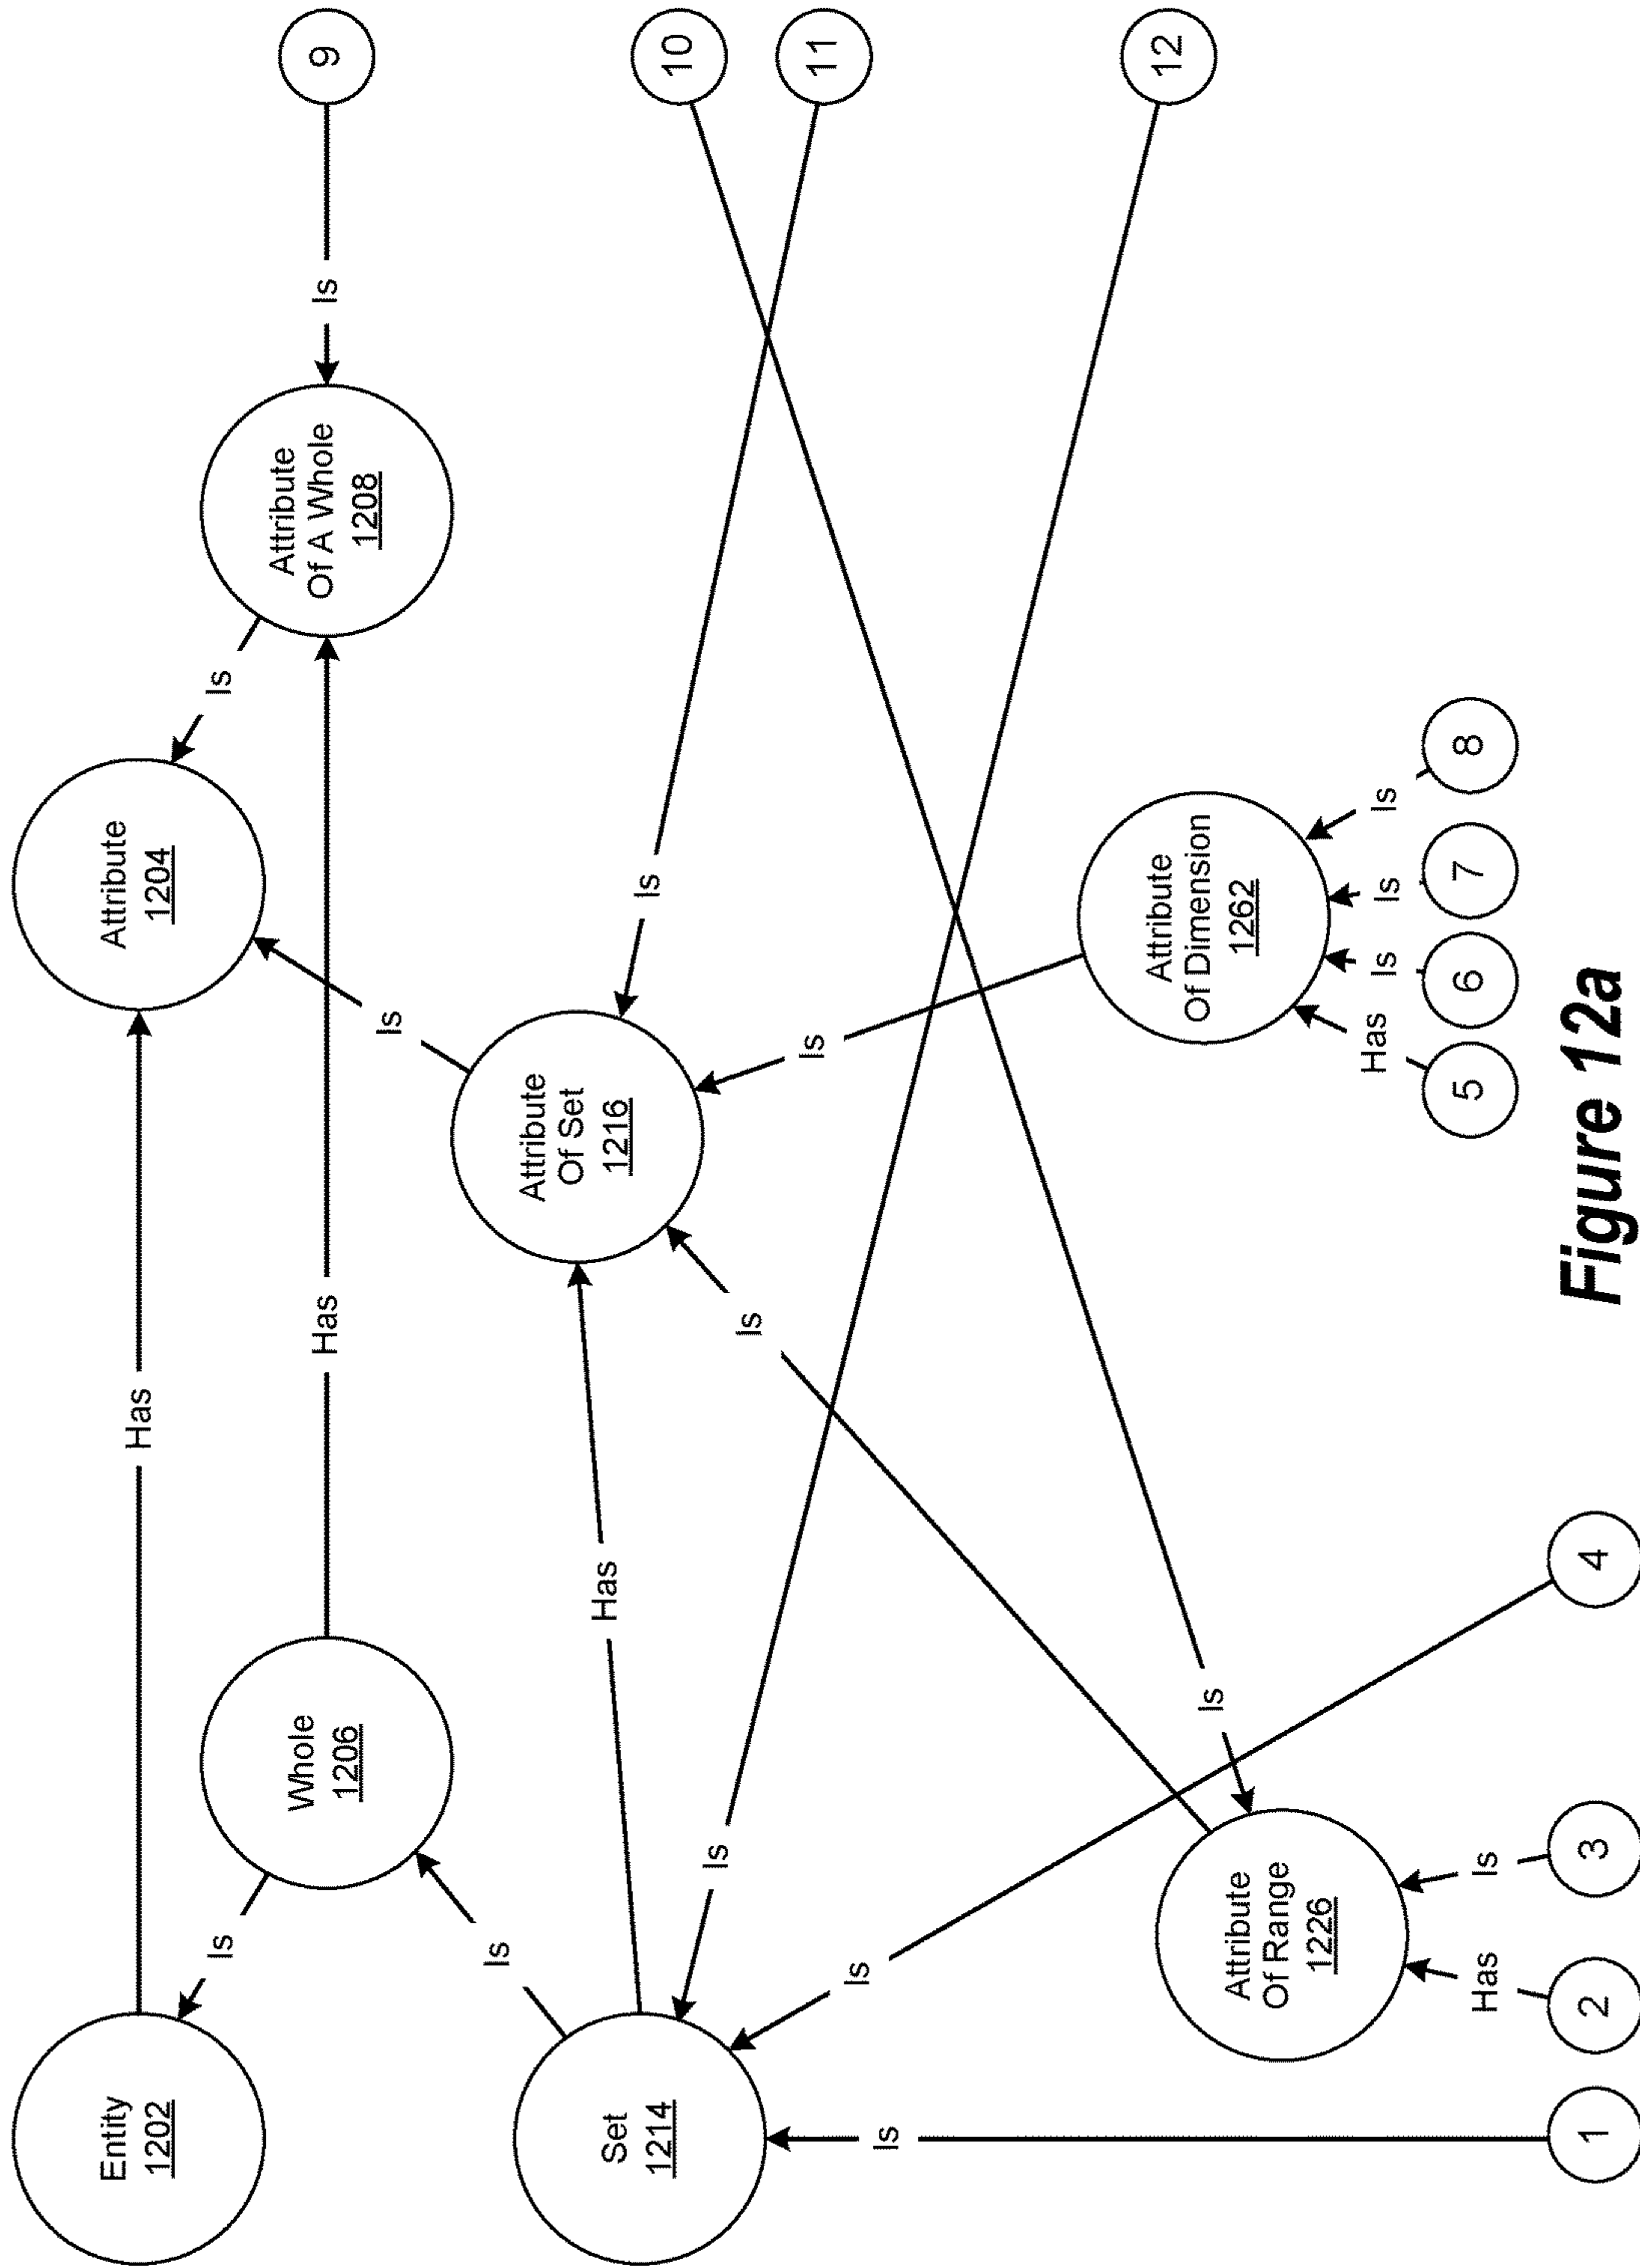 Entity
1202
Has
Attribute
1204
Is
Is
Whole
1206
Has
Attribute
Of A Whole
1208
Is
9
Is
Is
Set
1214
Has
Attribute
Of Set
1216
Is
10
11
Is
Is
Is
Is
Is
Is
12
Attribute
Of Range
1226
Attribute
Of Dimension
1262
Has
Is
Has
Is
Is
Is
5
6
7
8
1
2
3
4
Figure 12a